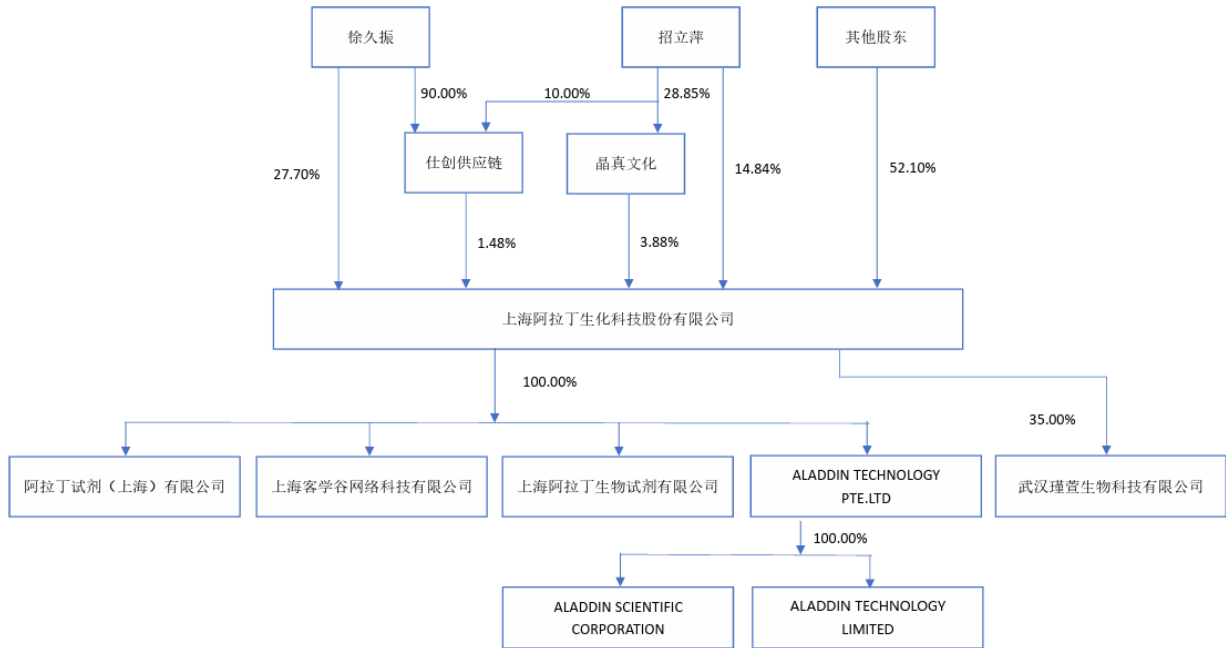 徐久振
招立萍
其他股东
90.00%
10.00%
28.85%
仕创供应链
晶真文化
27.70%
14.84%
52.10%
1.48%
3.88%
上海阿拉丁生化科技股份有限公司
100.00%
35.00%
阿拉丁试剂（上海）有限公司
上海客学谷网络科技有限公司
上海阿拉丁生物试剂有限公司
ALADDIN TECHNOLOGY
PTE.LTD
武汉瑾萱生物科技有限公司
100.00%
ALADDIN SCIENTIFIC
CORPORATION
ALADDIN TECHNOLOGY
LIMITED